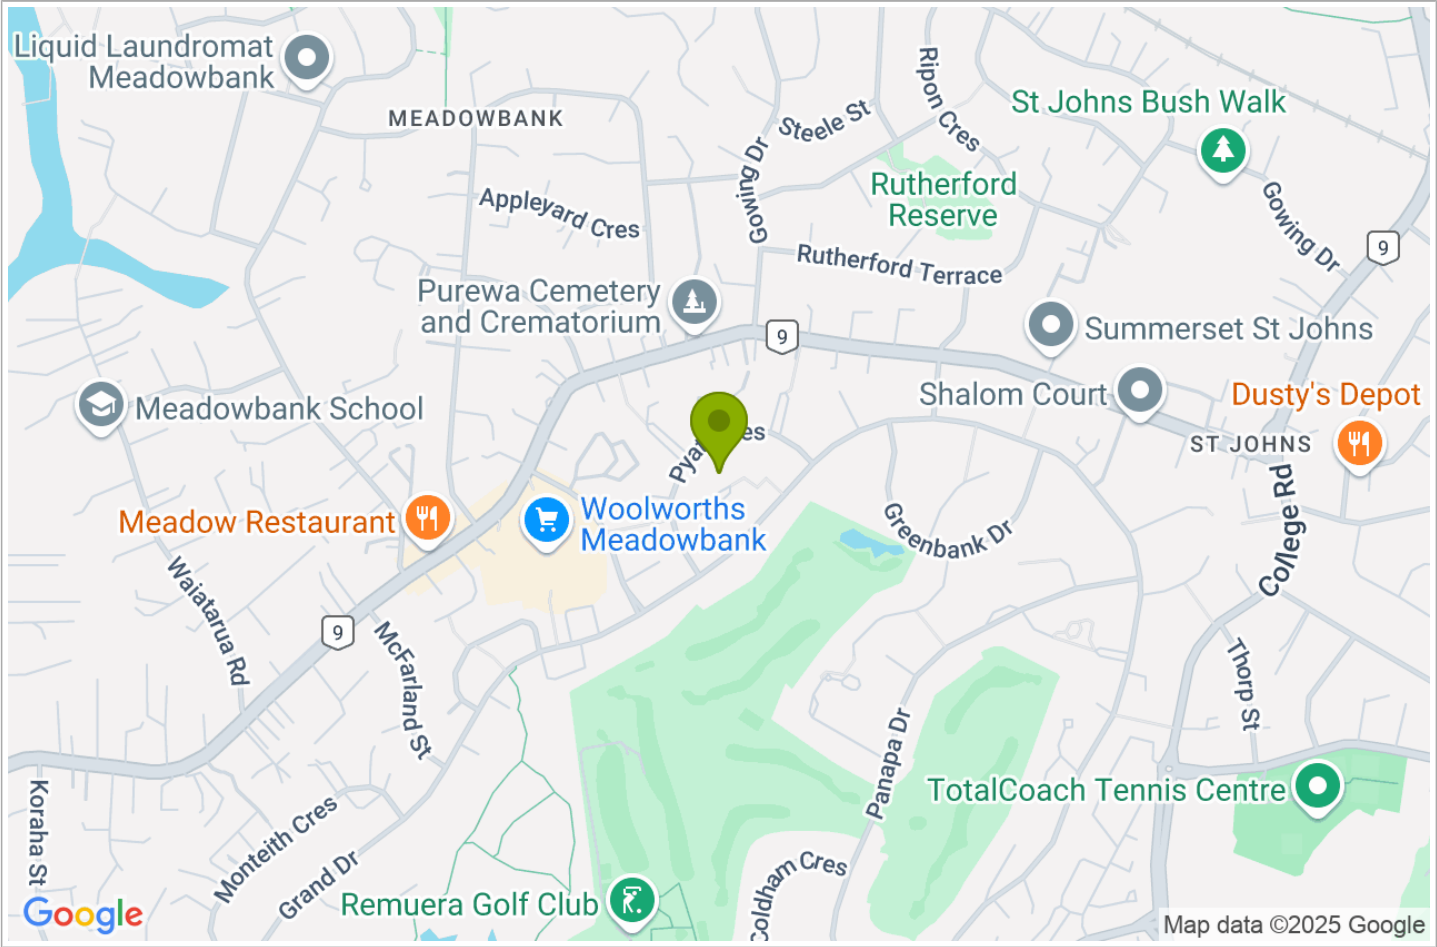 Liquid Laundromat
Meadowbank
MEADOWBANK
Ripon Cres
St Johns Bush Walk
Steele St
Gowing Dr
Rutherford
Reserve
Appleyard Cres
Gowing Dr
9
Rutherford Terrace
Purewa Cemetery
and Crematorium
9
Summerset St Johns
Shalom Court
Dusty's Depot
Meadowbank School
ST JOHNS
Meadow Restaurant
Woolworths
Meadowbank
Greenbank Dr
College Rd
Waiatarua Rd
9
McFarland St
Thorp St
Panapa Dr
TotalCoach Tennis Centre
Koraha St
Monteith Cres
Grand Dr
Coldham Cres
Remuera Golf Club
Google
Map data ©2025 Google